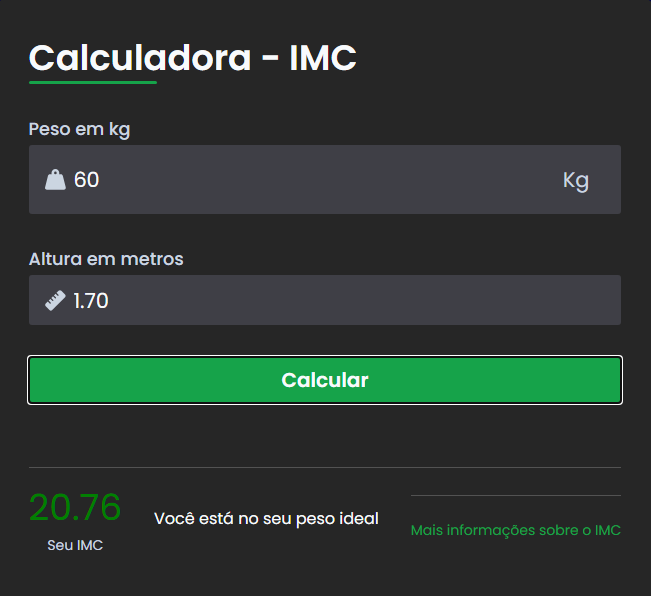 Calculadora - IMC
Peso em kg
60 Kg
Altura em metros
1.70
Calcular
20.76
Seu IMC
Você está no seu peso ideal
Mais informações sobre o IMC